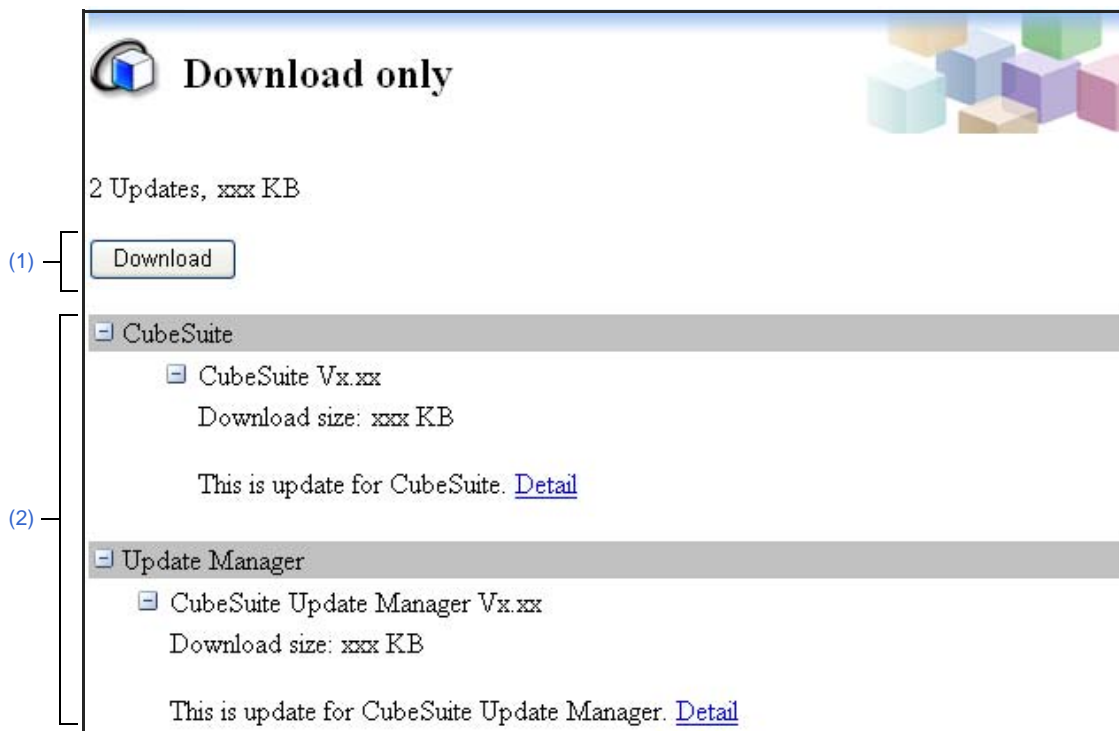 Download only
2 Updates, xxx KB
(1)
Download
CubeSuite
CubeSuite Vx.xx
Download size: xxx KB
This is update for CubeSuite. Detail
(2)
Update Manager
CubeSuite Update Manager Vx.xx
Download size: xxx KB
This is update for CubeSuite Update Manager. Detail